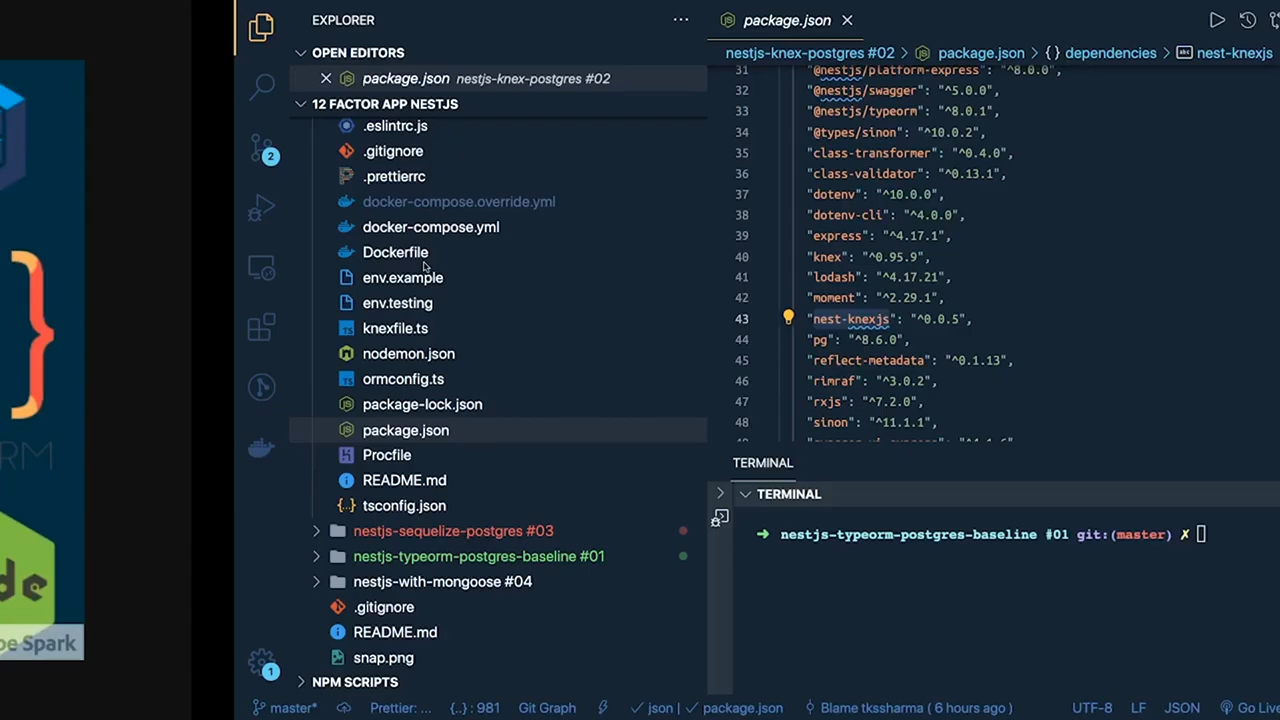 RM
de
be Spark
EXPLORER
OPEN EDITORS
package.json nestjs-knex-postgres #02
12 FACTOR APP NESTJS
.eslintrc.js
.gitignore
.prettierrc
docker-compose.override.yml
docker-compose.yml
Dockerfile
env.example
env.testing
knexfile.ts
nodemon.json
ormconfig.ts
package-lock.json
package.json
Procfile
README.md
tsconfig.json
nestjs-sequelize-postgres #03
nestjs-typeorm-postgres-baseline #01
nestjs-with-mongoose #04
.gitignore
README.md
snap.png
NPM SCRIPTS
2
1
package.json
nestjs-knex-postgres #02 > package.json > {} dependencies > nest-knexjs
31 "@nestjs/platform-express": "^8.0.0",
32 "@nestjs/swagger": "^5.0.0",
33 "@nestjs/typeorm": "^8.0.1",
34 "@types/sinon": "^10.0.2",
35 "class-transformer": "^0.4.0",
36 "class-validator": "^0.13.1",
37 "dotenv": "^10.0.0",
38 "dotenv-cli": "^4.0.0",
39 "express": "^4.17.1",
40 "knex": "^0.95.9",
41 "lodash": "^4.17.21",
42 "moment": "^2.29.1",
43 "nest-knexjs": "^0.0.5",
44 "pg": "^8.6.0",
45 "reflect-metadata": "^0.1.13",
46 "rimraf": "^3.0.2",
47 "rxjs": "^7.2.0",
48 "sinon": "^11.1.1",
TERMINAL
TERMINAL
nestjs-typeorm-postgres-baseline #01 git:(master) ✗
master* Prettier: ... {..} : 981 Git Graph ✓ json | ✓ package.json Blame tkssharma ( 6 hours ago ) UTF-8 LF JSON Go Live